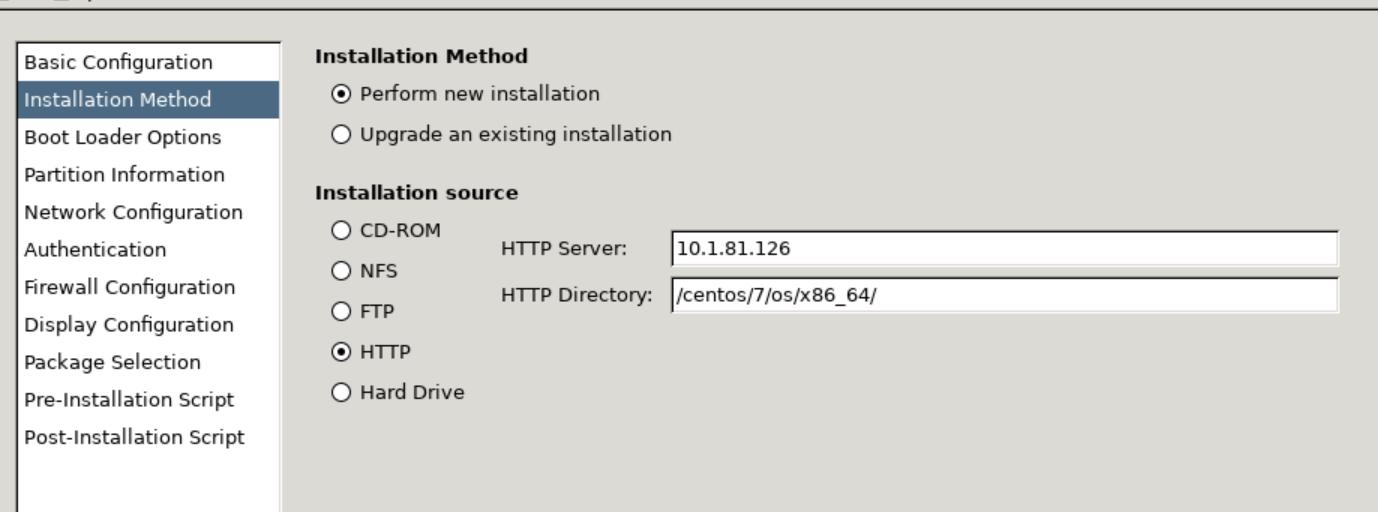 Basic Configuration
Installation Method
Boot Loader Options
Partition Information
Network Configuration
Authentication
Firewall Configuration
Display Configuration
Package Selection
Pre-Installation Script
Post-Installation Script
Installation Method
Perform new installation
Upgrade an existing installation
Installation source
CD-ROM
NFS
FTP
HTTP
Hard Drive
HTTP Server: 10.1.81.126
HTTP Directory: /centos/7/os/x86_64/